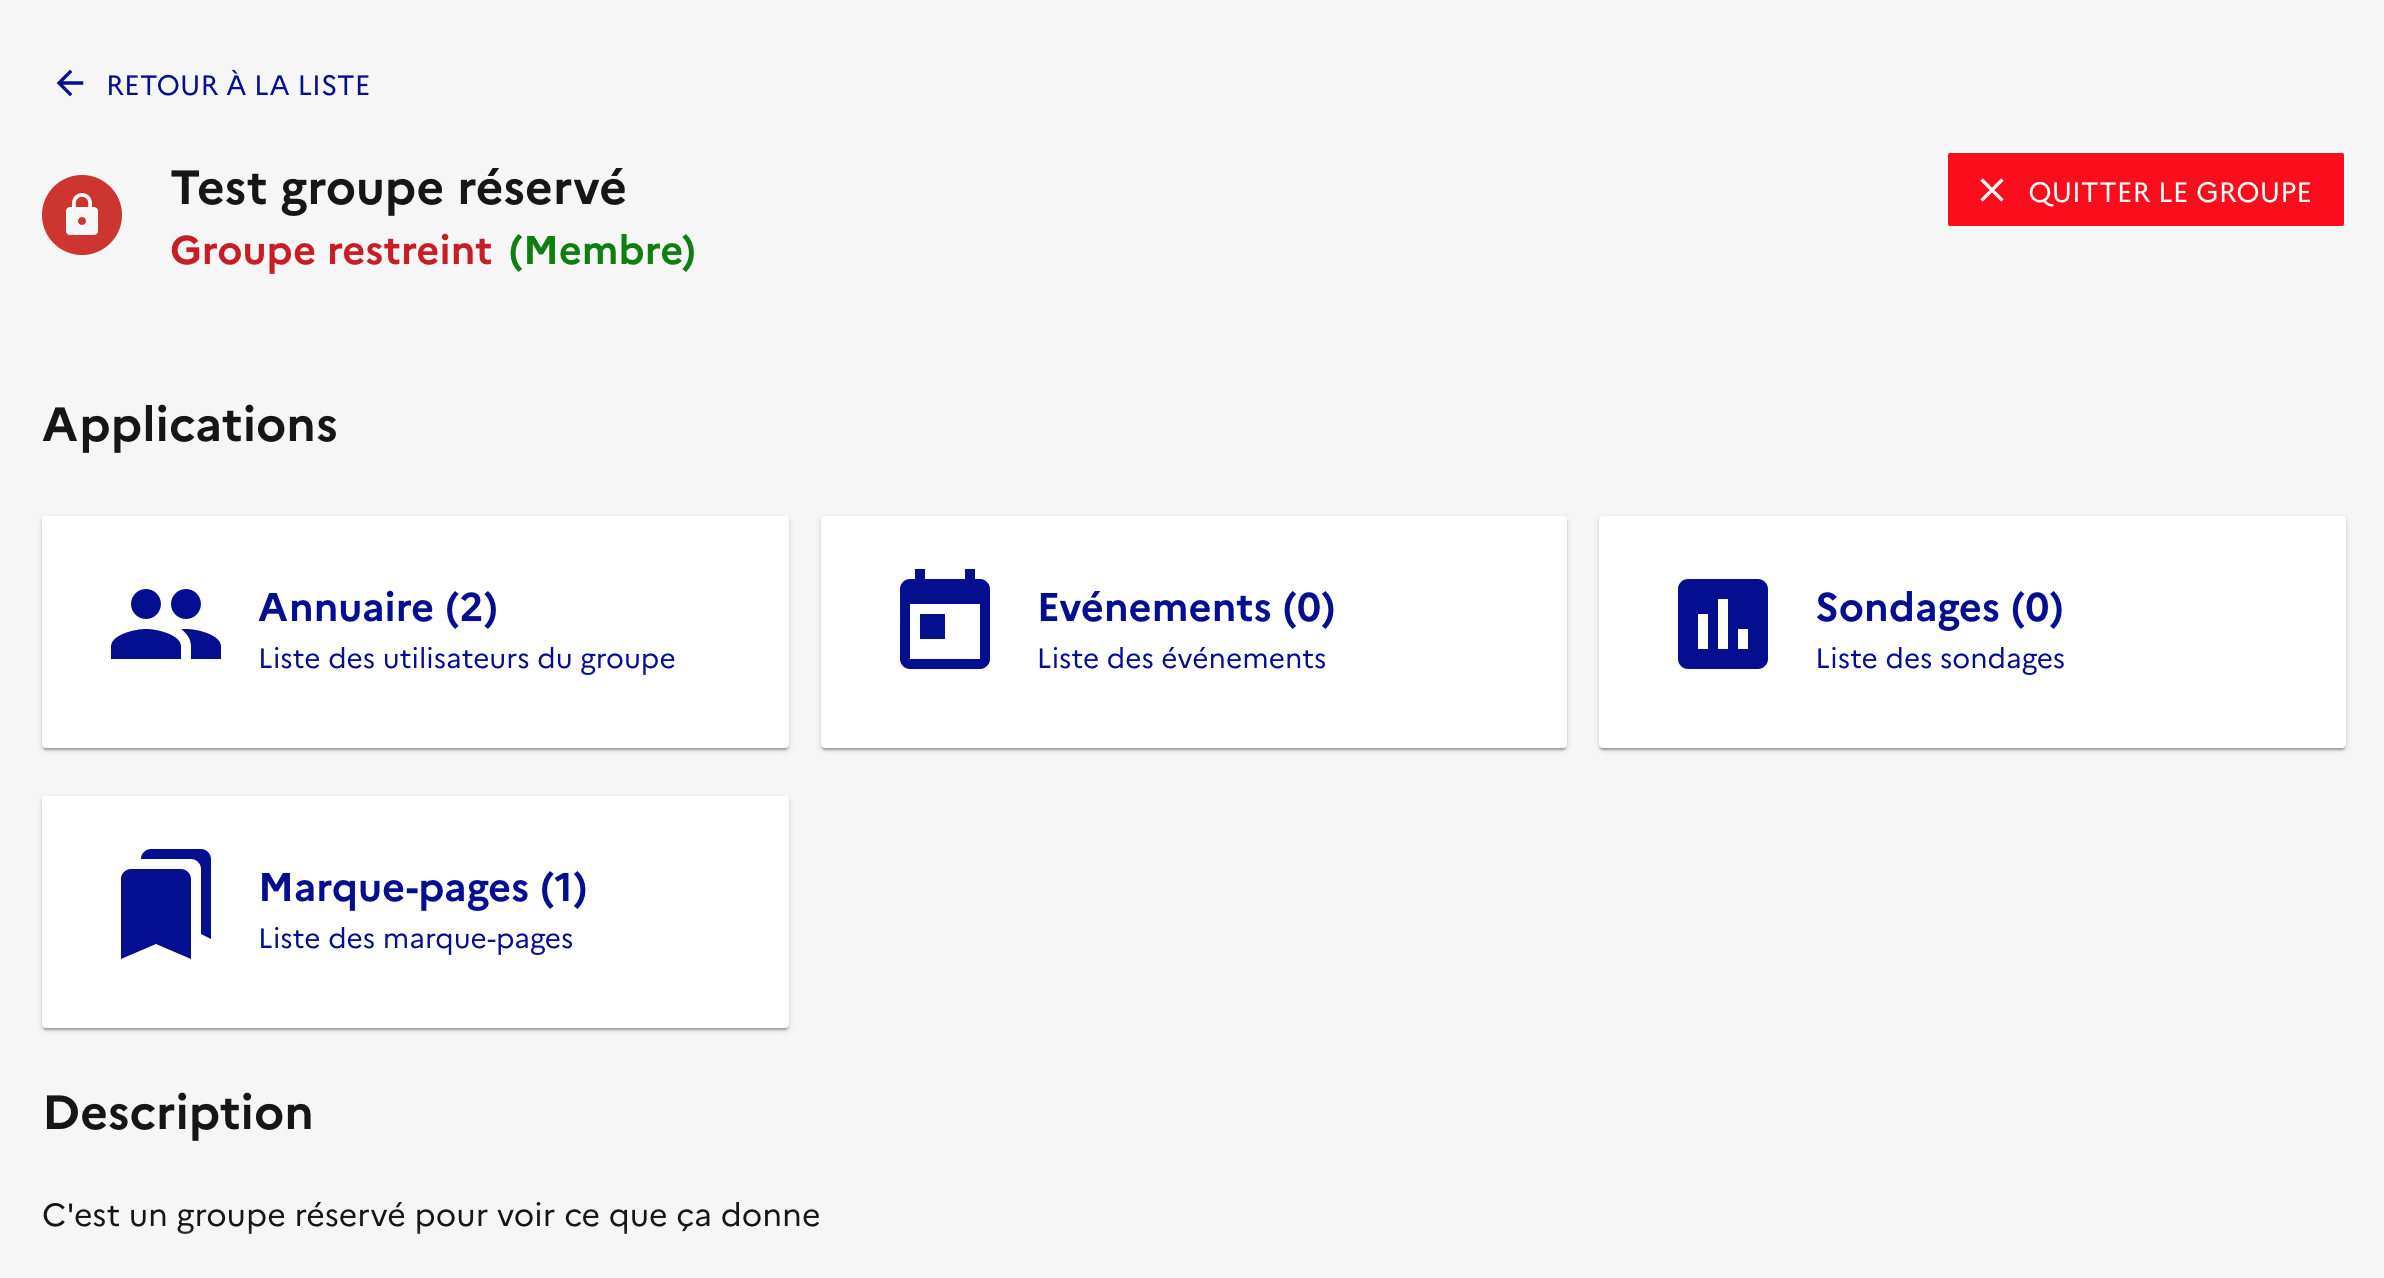 RETOUR À LA LISTE
Test groupe réservé
Groupe restreint (Membre)
QUITTER LE GROUPE
Applications
Annuaire (2)
Liste des utilisateurs du groupe
Evénements (0)
Liste des événements
Sondages (0)
Liste des sondages
Marque-pages (1)
Liste des marque-pages
Description
C'est un groupe réservé pour voir ce que ça donne